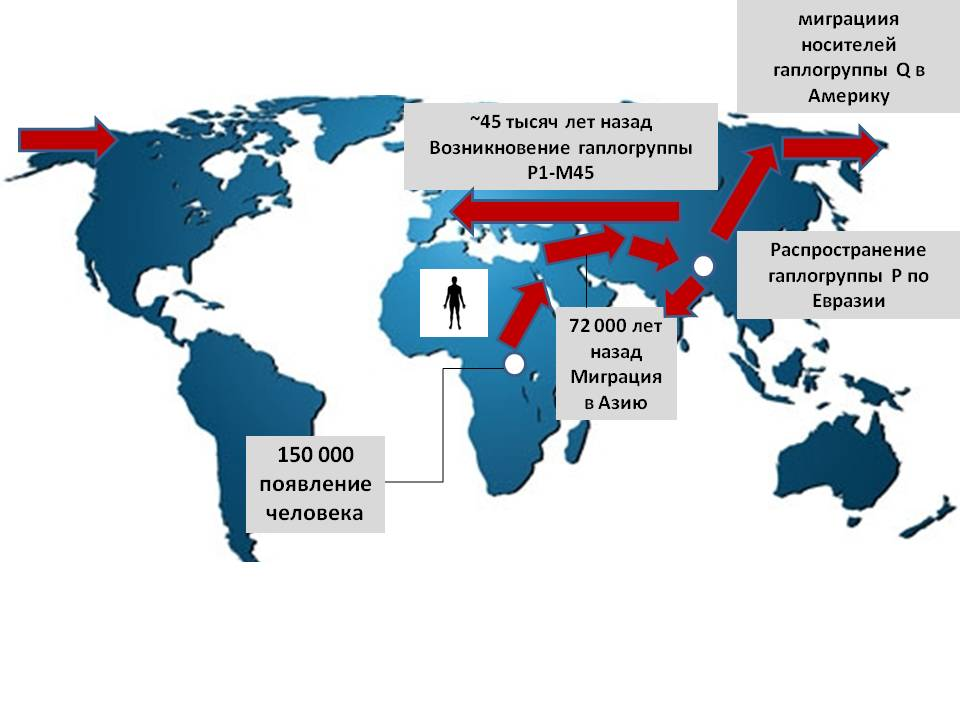 миграциия
носителей
гаплогруппы Q в
Америку
~45 тысяч лет назад
Возникновение гаплогруппы
P1-M45
Распространение
гаплогруппы P по
Евразии
72 000 лет
назад
Миграция
в Азию
150 000
появление
человека